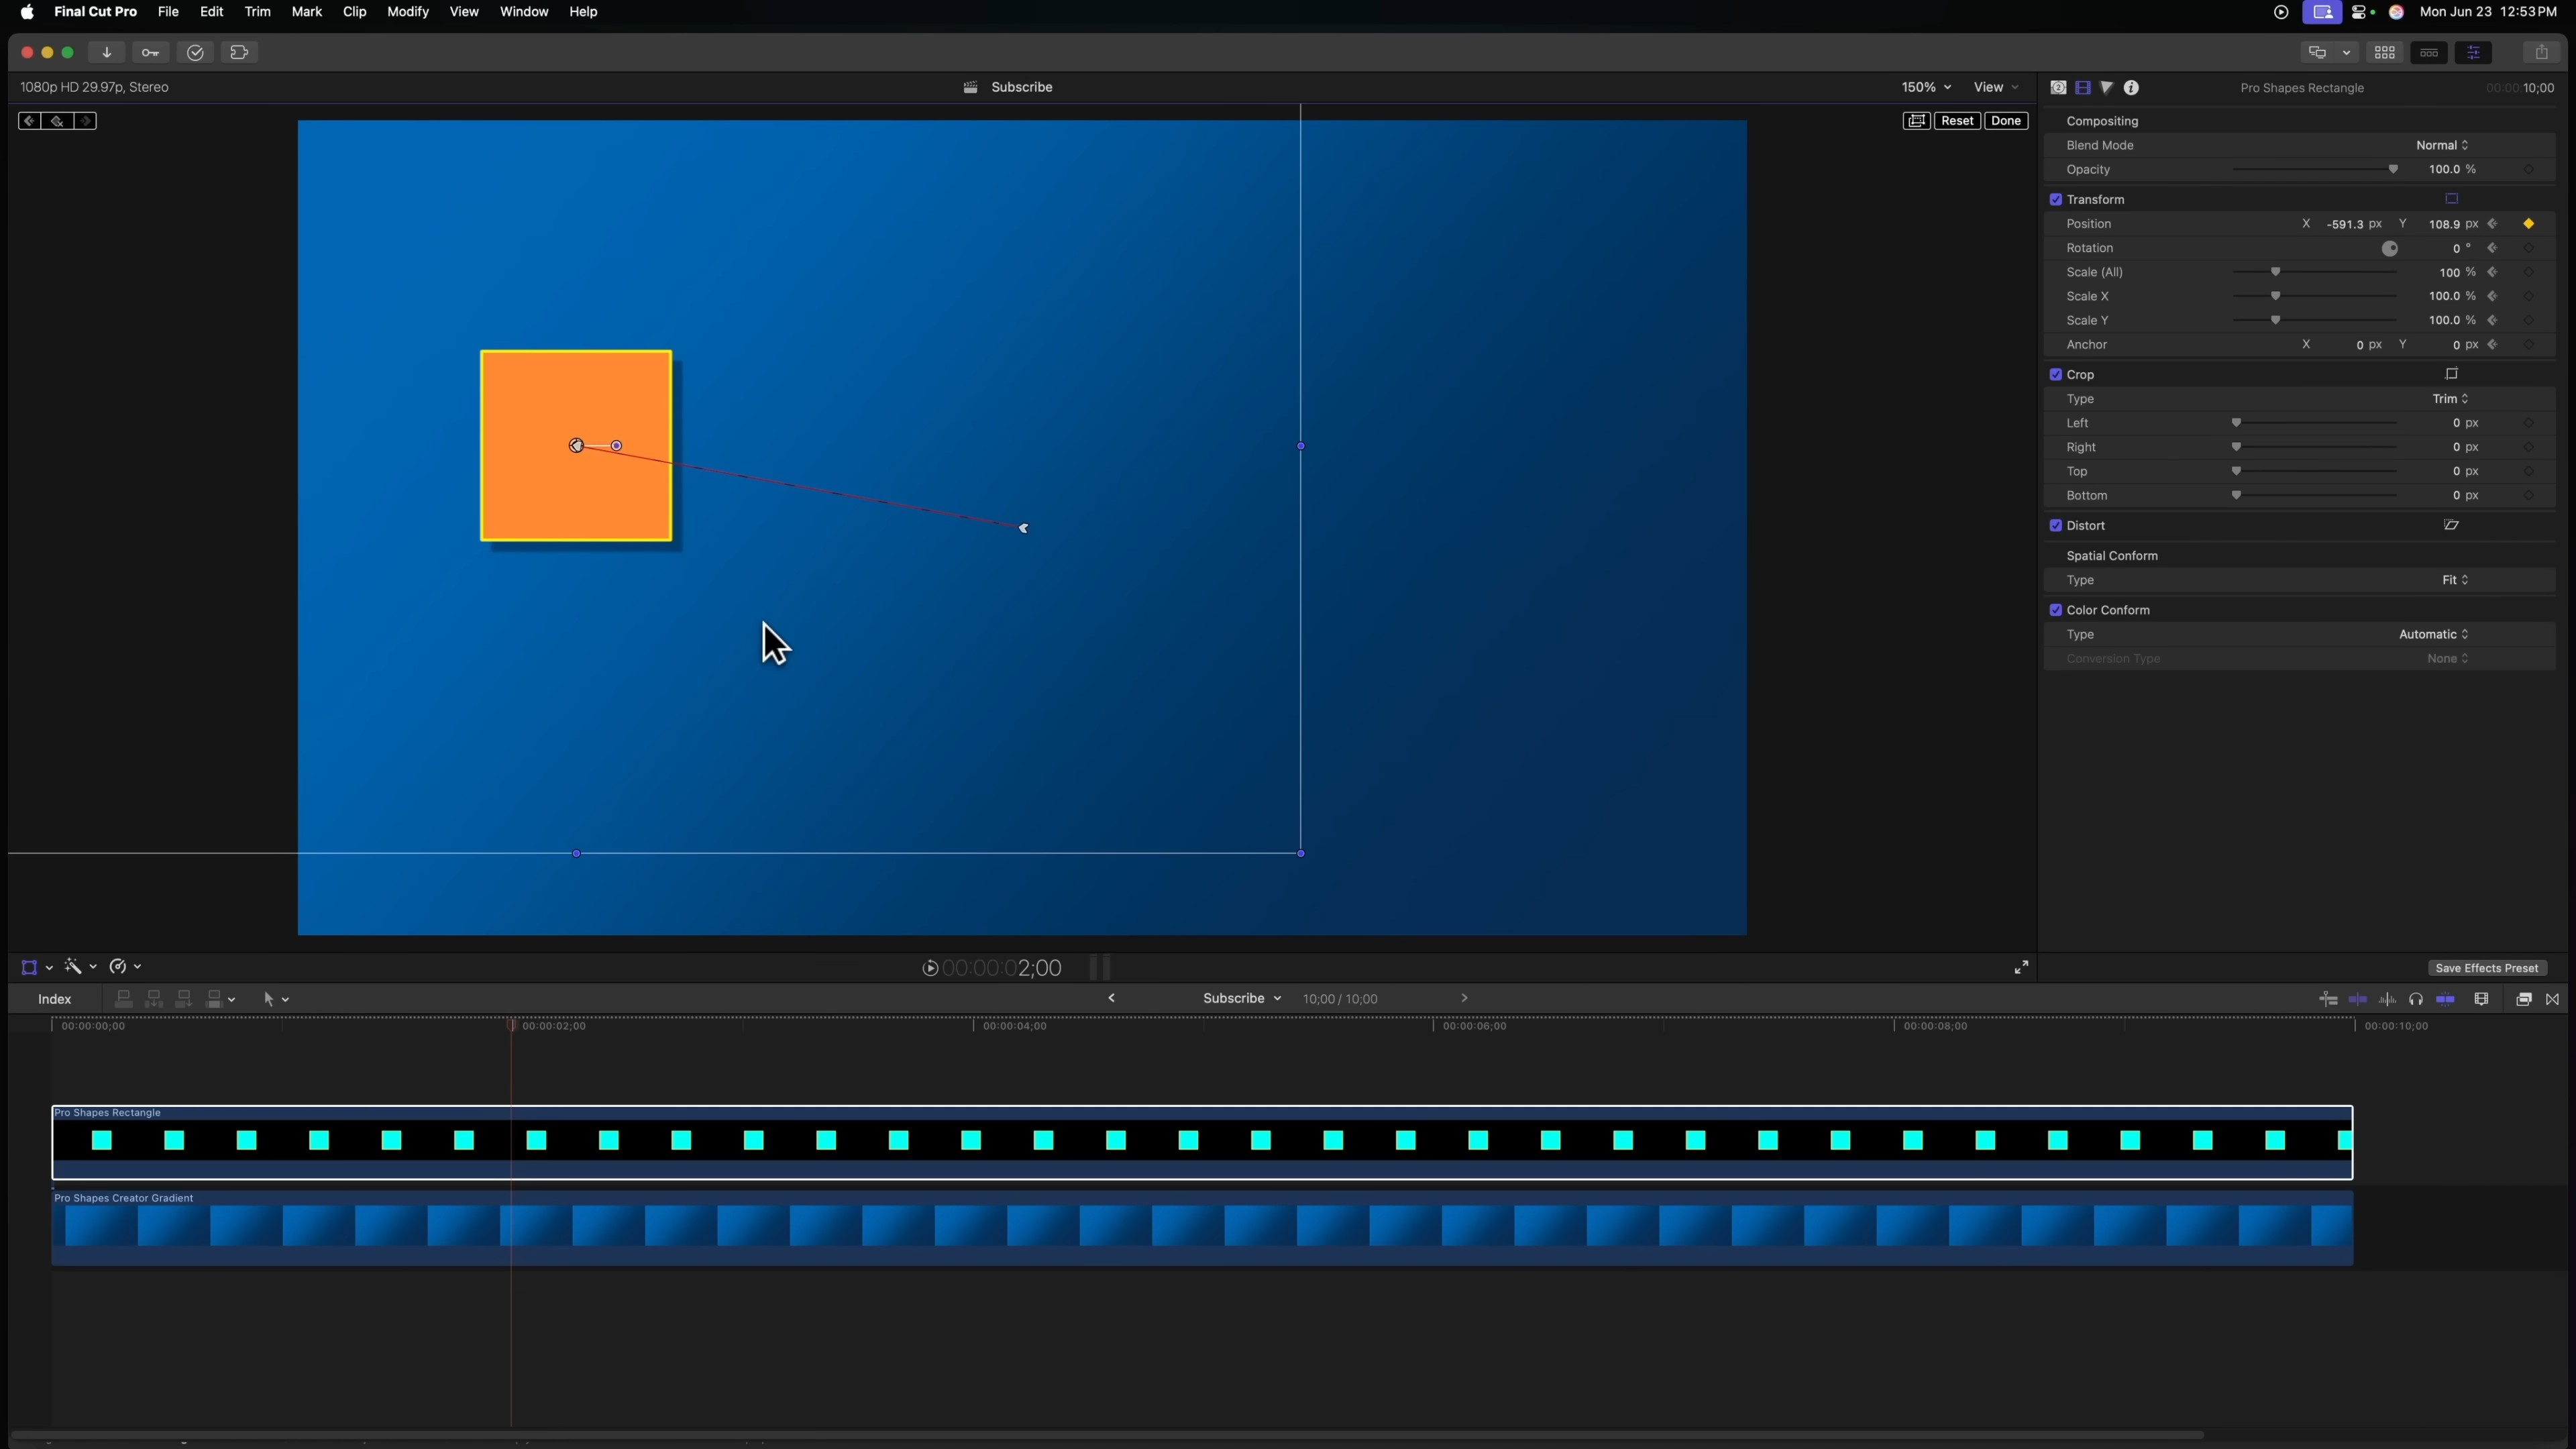 Final Cut Pro File Edit Trim Mark Clip Modify View Window Help Mon Jun 23 12:53 PM
1080p HD 29.97p, Stereo Subscribe 150% View Pro Shapes Rectangle 00:00:10;00
Reset Done
Compositing
Blend Mode Normal
Opacity 100.0 %
Transform
Position X -591.3 px Y 108.9 px
Rotation 0 °
Scale (All) 100 %
Scale X 100.0 %
Scale Y 100.0 %
Anchor X 0 px Y 0 px
Crop
Type Trim
Left 0 px
Right 0 px
Top 0 px
Bottom 0 px
Distort
Spatial Conform
Type Fit
Color Conform
Type Automatic
Conversion Type None
00:00:02;00 Save Effects Preset
Index Subscribe 10;00 / 10;00
00:00:00;00 00:00:02;00 00:00:04;00 00:00:06;00 00:00:08;00 00:00:10;00
Pro Shapes Rectangle
Pro Shapes Creator Gradient